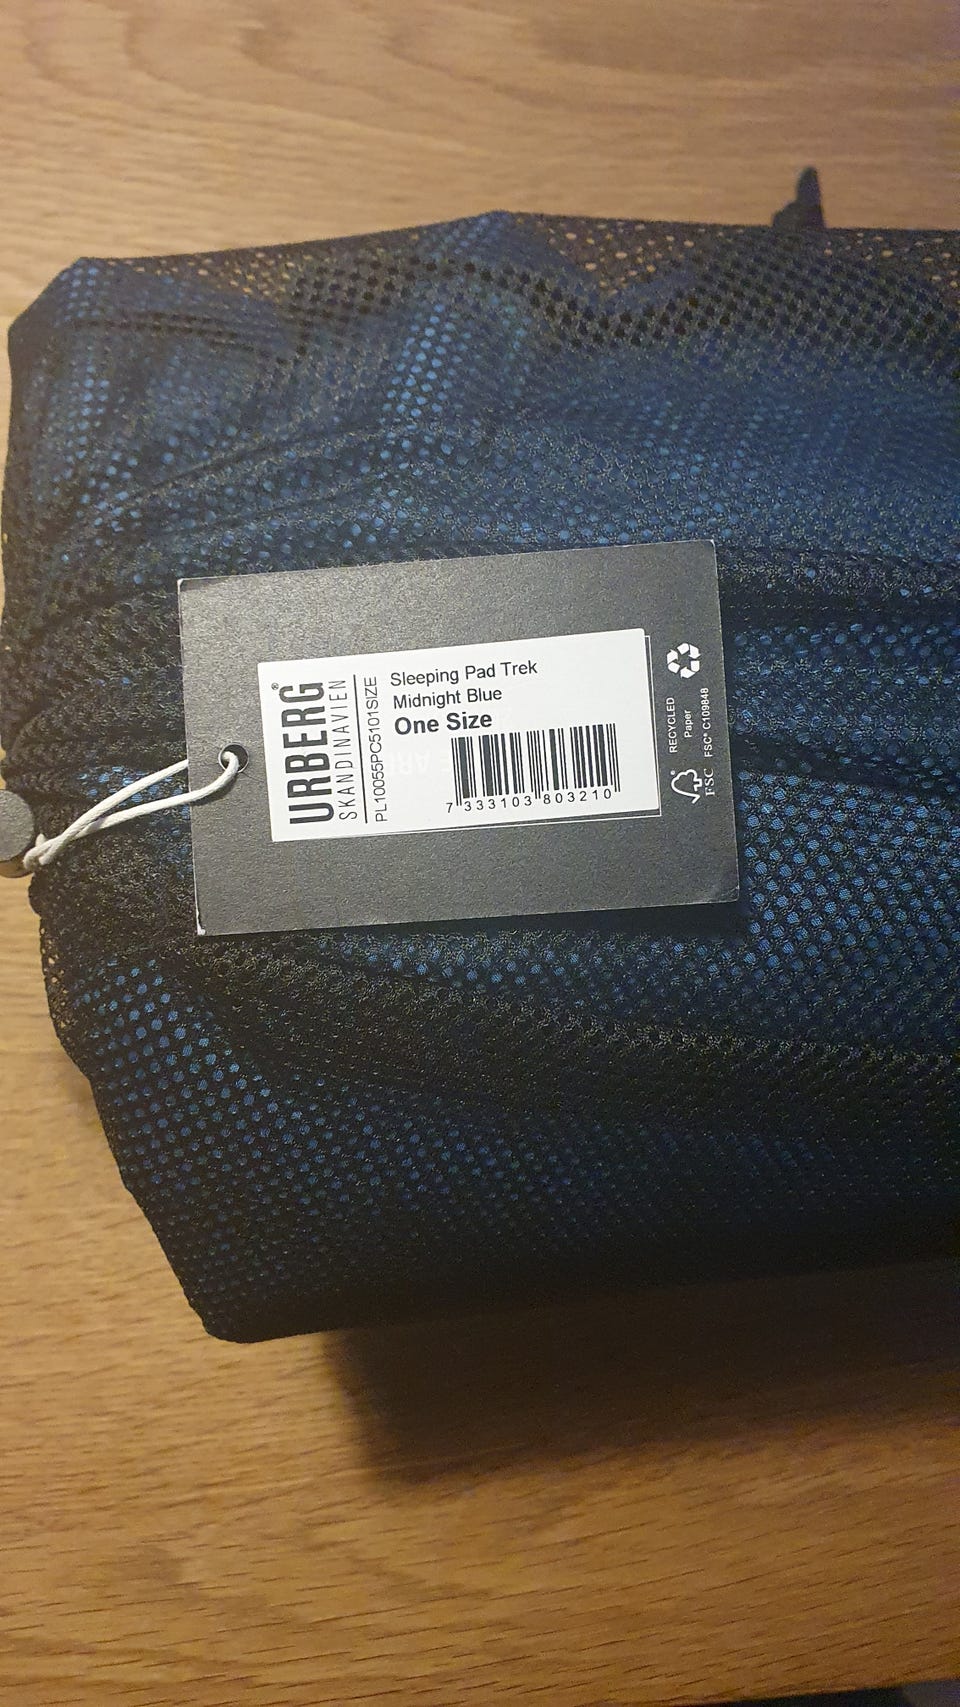 URBERG®
SKANDINAVIEN
PL10055PC5101SIZE
Sleeping Pad Trek
Midnight Blue
One Size
7 333103 803210
RECYCLED
Paper
FSC® C109848
FSC